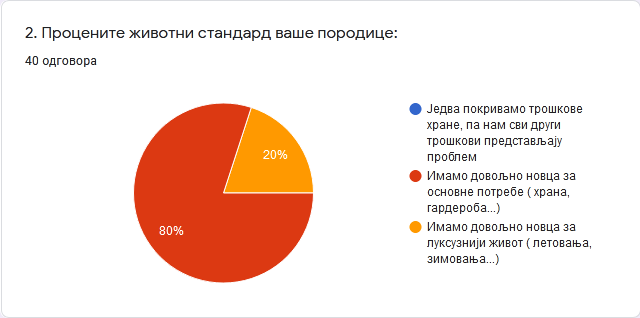 2. Процените животни стандард ваше породице:
40 одговора
Једва покривамо трошкове
хране, па нам сви други
трошкови представљају
проблем
Имамо довољно новца за
основне потребе ( храна,
гардероба...)
Имамо довољно новца за
луксузнији живот ( летовања,
зимовања...)
20%
80%